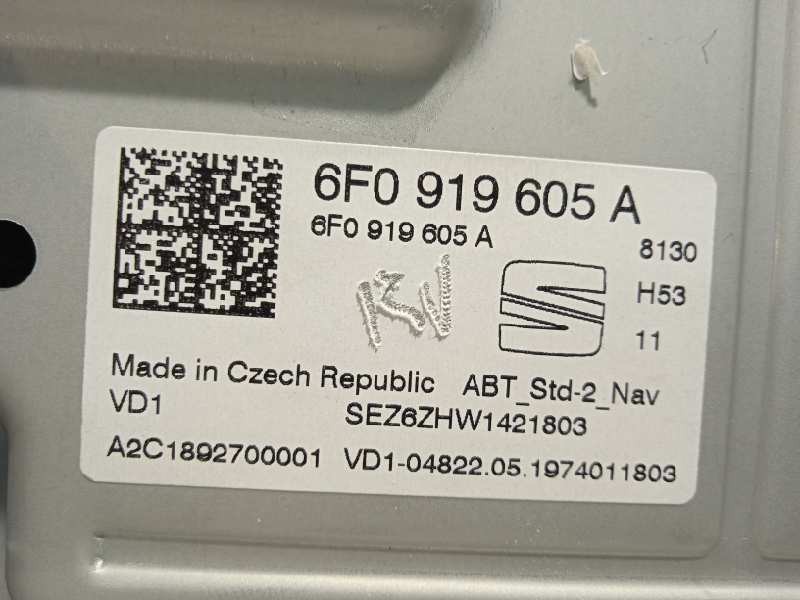 6F0 919 605 A
6F0 919 605 A
8130
H53
11
Made in Czech Republic ABT_Std-2_Nav
VD1 SEZ6ZHW1421803
A2C1892700001 VD1-04822.05.1974011803